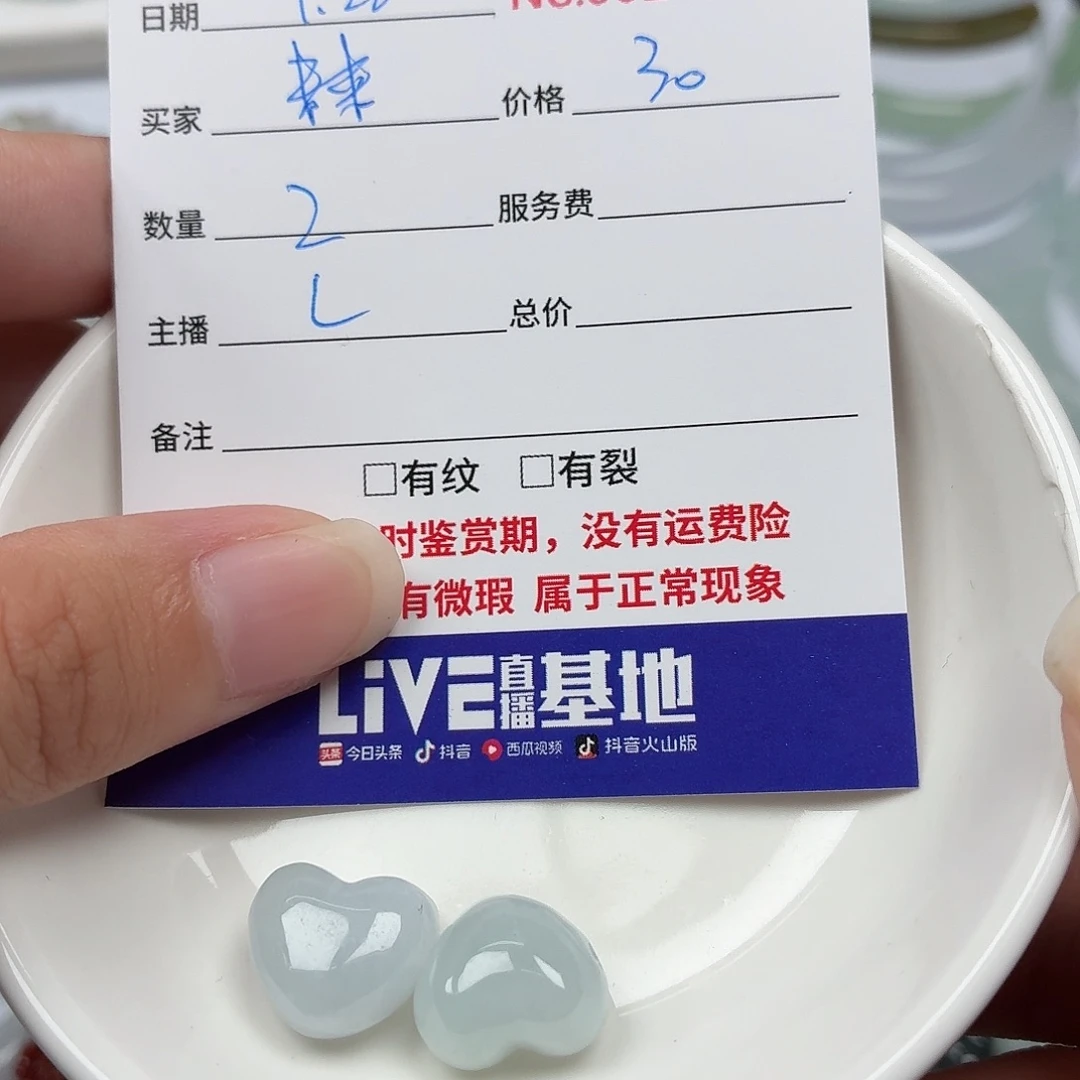 日期
买家 价格 30
数量 2 服务费
主播 L 总价
备注
□有纹 □有裂
时鉴赏期，没有运费险
有微瑕 属于正常现象
LiVE直播基地
头条 今日头条 抖音 西瓜视频 抖音火山版